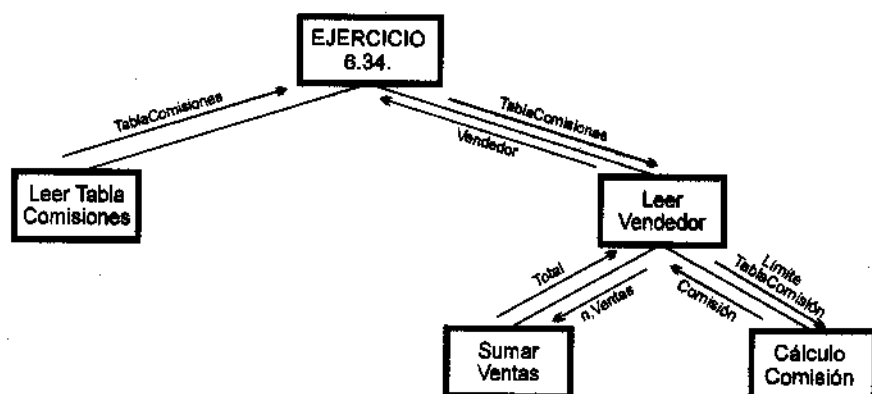 EJERCICIO
6.34.
TablaComisiones
TablaComisiones
Vendedor
Leer Tabla
Comisiones
Leer
Vendedor
Total
n,Ventas
Límite
TablaComisión
Comisión
Sumar
Ventas
Cálculo
Comisión